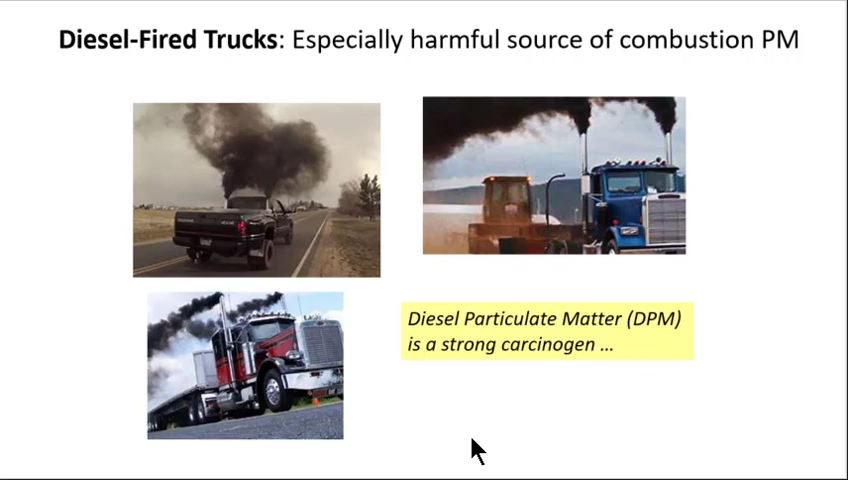 Diesel-Fired Trucks: Especially harmful source of combustion PM
Diesel Particulate Matter (DPM)
is a strong carcinogen ...